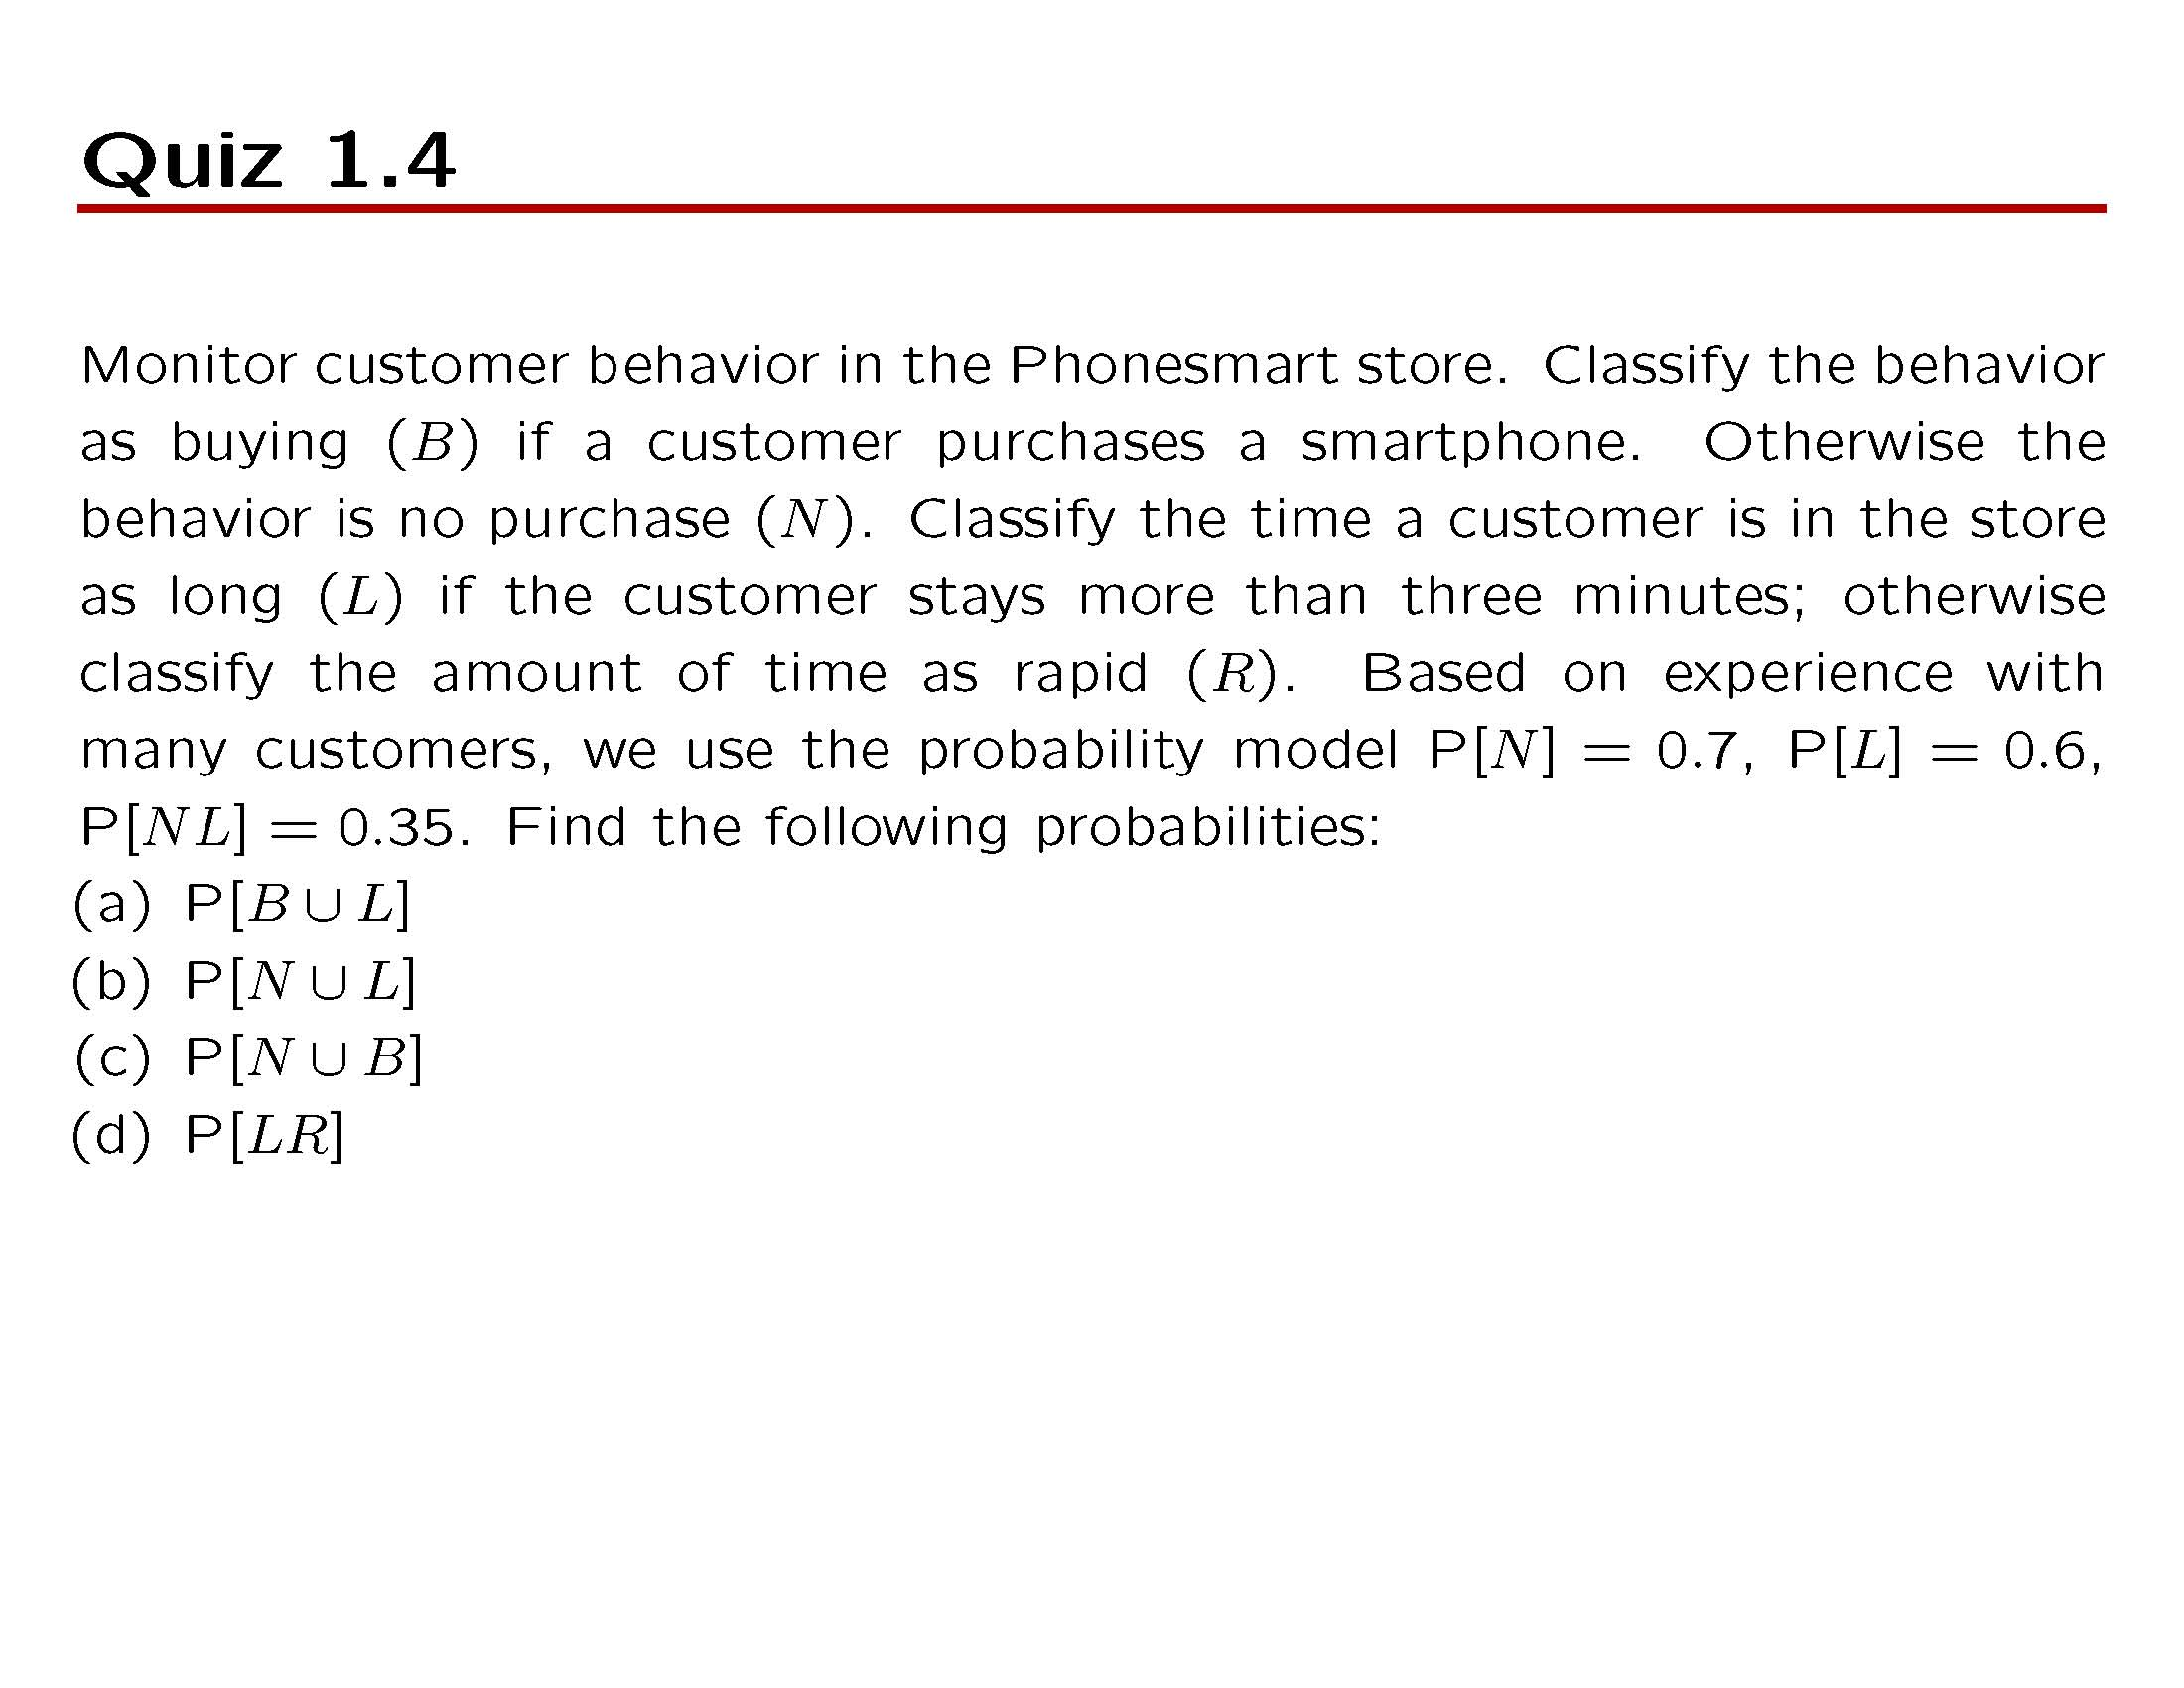 Quiz 1.4
Monitor customer behavior in the Phonesmart store. Classify the behavior
as buying (B) if a customer purchases a smartphone. Otherwise the
behavior is no purchase (N). Classify the time a customer is in the store
as long (L) if the customer stays more than three minutes; otherwise
classify the amount of time as rapid (R). Based on experience with
many customers, we use the probability model P[N] = 0.7, P[L] = 0.6,
P[NL] = 0.35. Find the following probabilities:
(a) P[B ∪ L]
(b) P[N ∪ L]
(c) P[N ∪ B]
(d) P[LR]